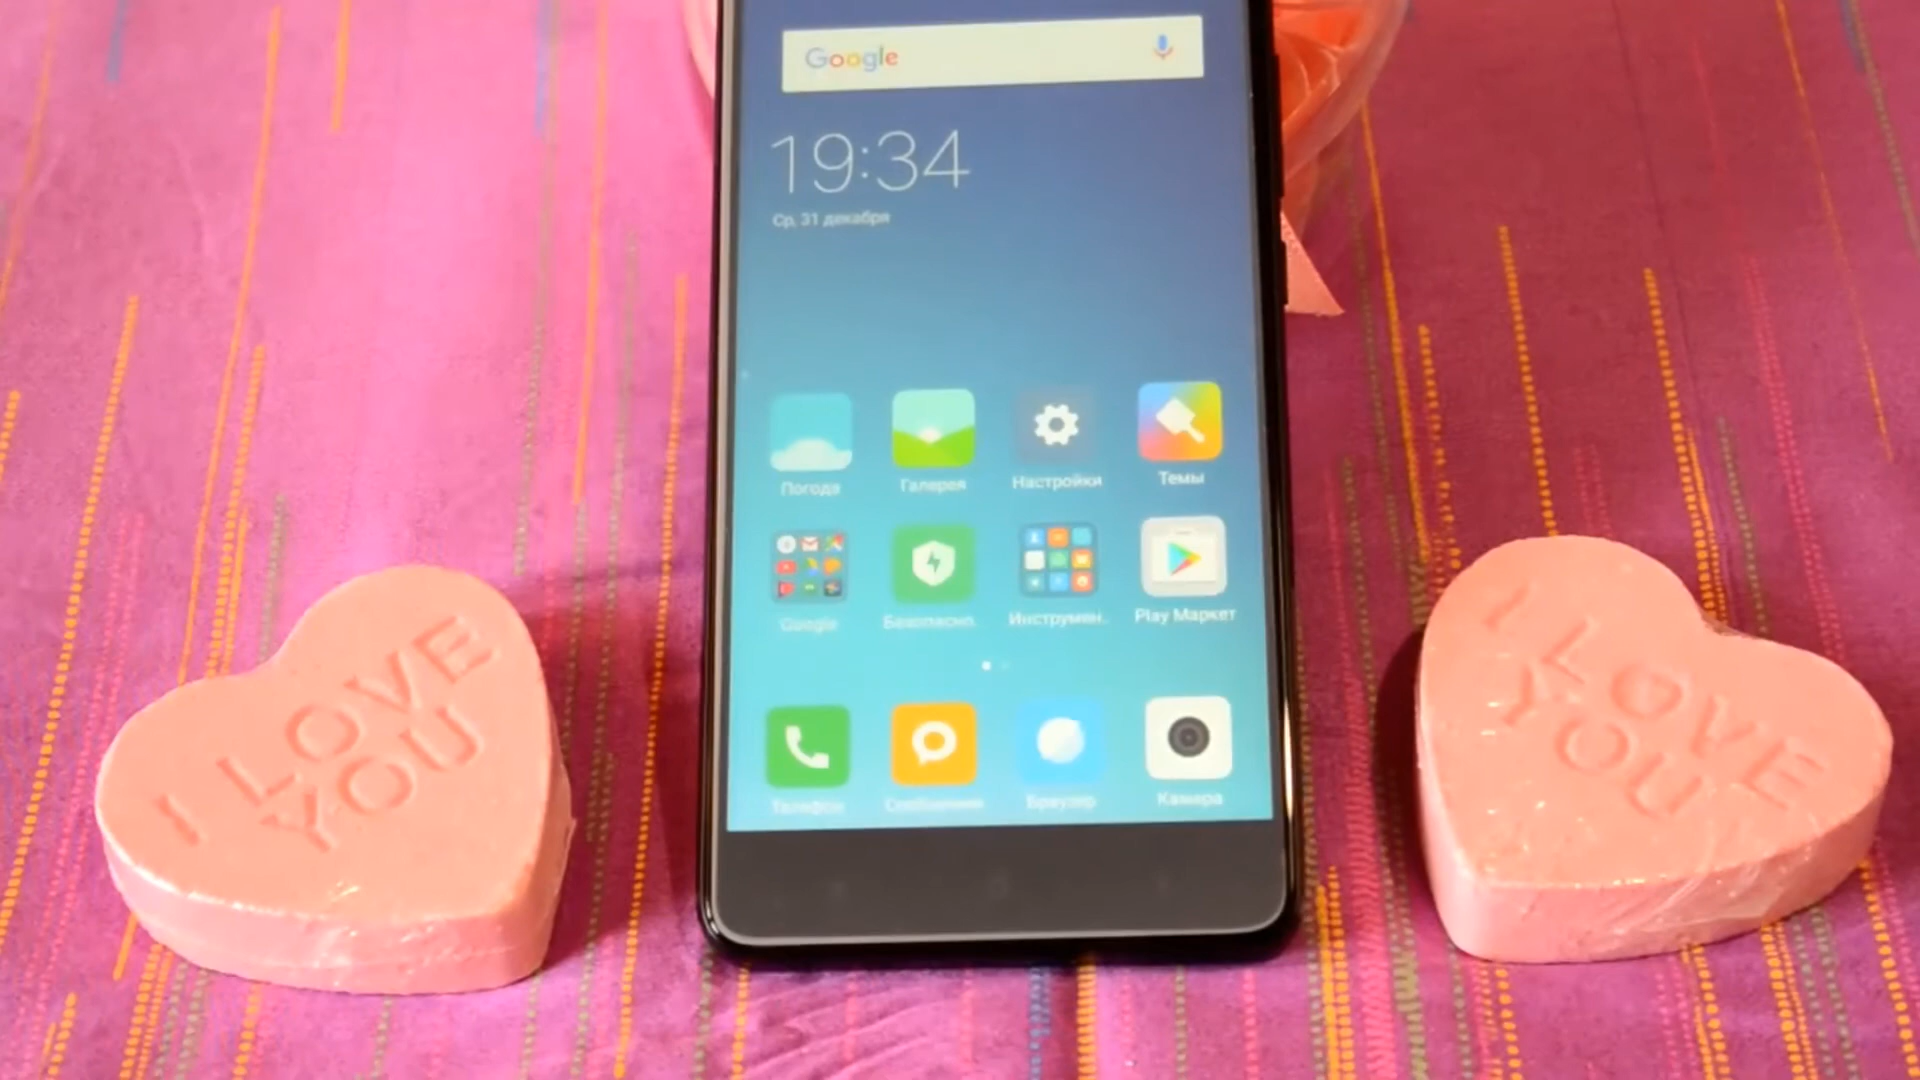 Google
19:34
Ср, 31 декабря
Погода
Галерея
Настройки
Темы
Google
Безопасно..
Инструмен..
Play Маркет
Телефон
Сообщения
Браузер
Камера
I LOVE
YOU
I LOVE
YOU